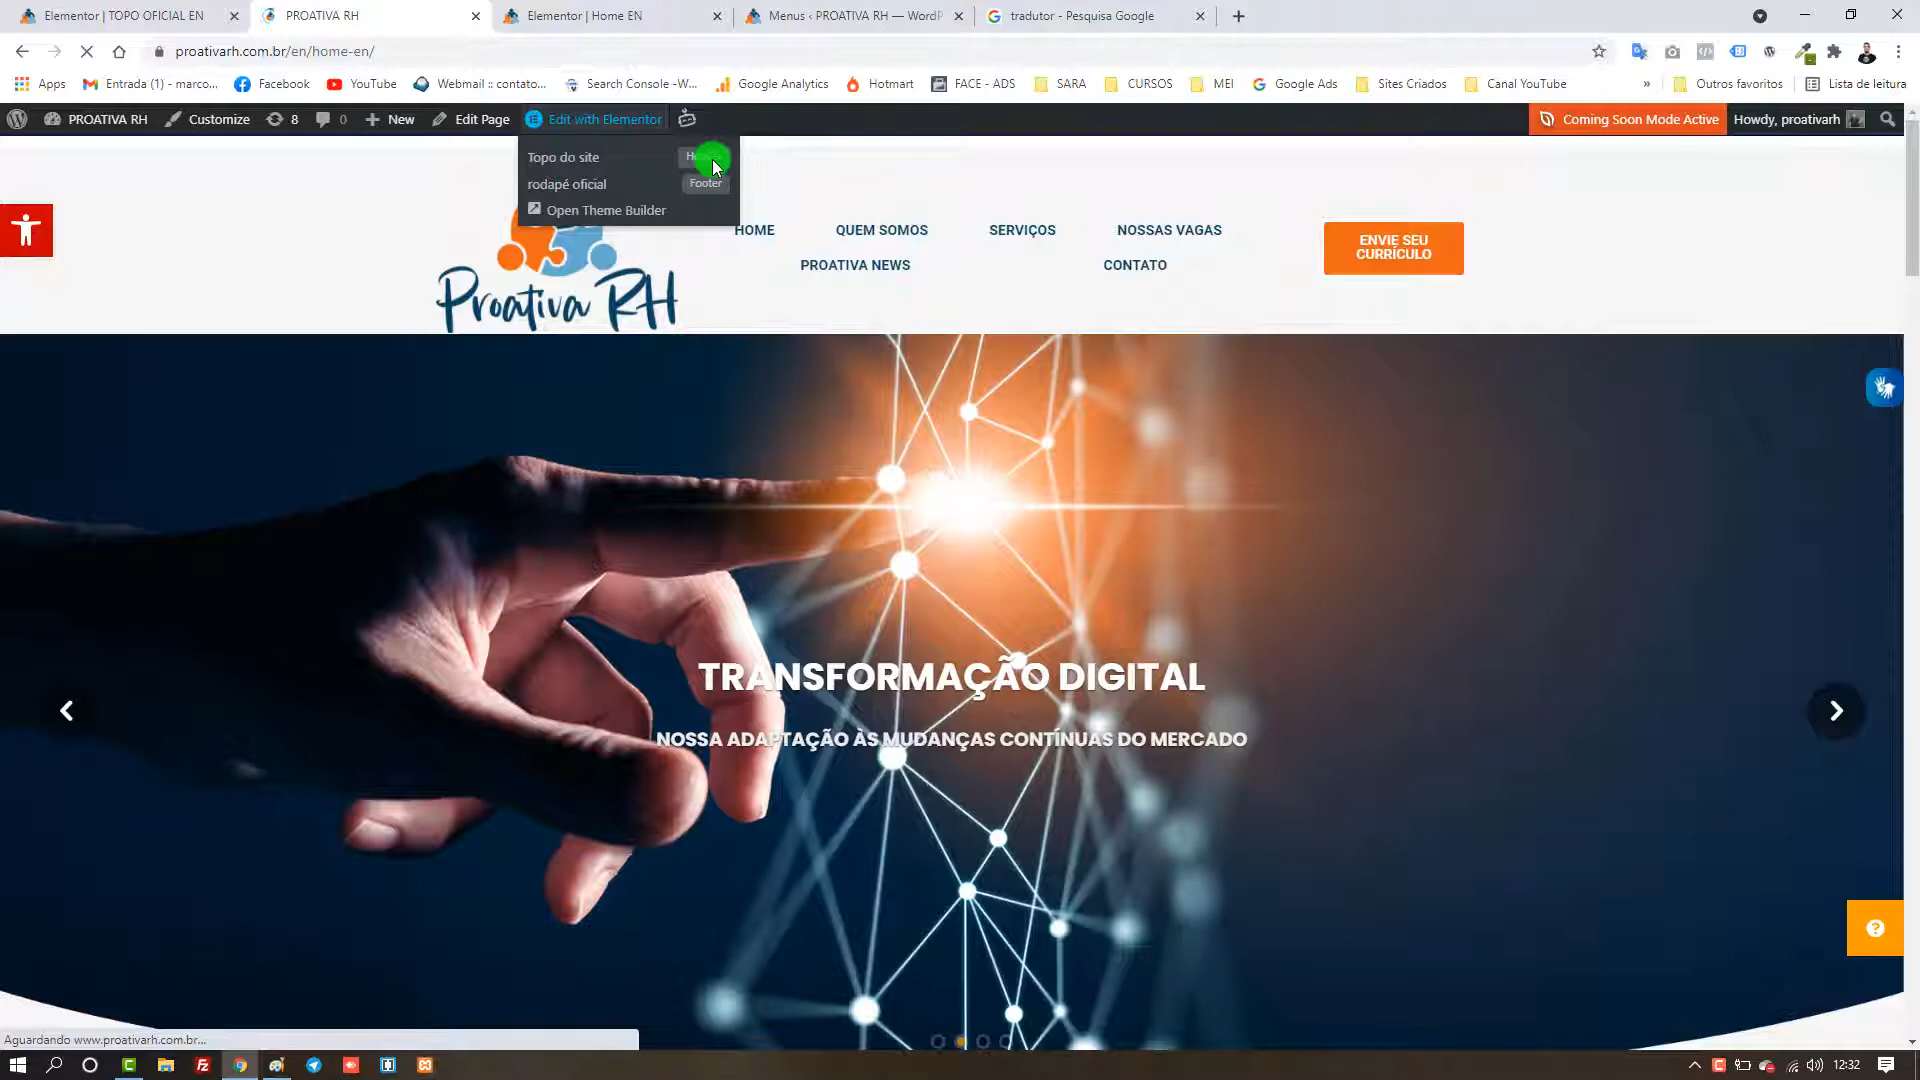 Elementor | TOPO OFICIAL EN
PROATIVA RH
Elementor | Home EN
Menus ‹ PROATIVA RH — WordP
tradutor - Pesquisa Google
proativarh.com.br/en/home-en/
Apps
Entrada (1) - marco...
Facebook
YouTube
Webmail :: contato...
Search Console -W...
Google Analytics
Hotmart
FACE - ADS
SARA
CURSOS
MEI
Google Ads
Sites Criados
Canal YouTube
»
Outros favoritos
Lista de leitura
PROATIVA RH
Customize
8
0
New
Edit Page
Edit with Elementor
Coming Soon Mode Active
Howdy, proativarh
Topo do site
rodapé oficial
Footer
Open Theme Builder
HOME
QUEM SOMOS
SERVIÇOS
NOSSAS VAGAS
PROATIVA NEWS
CONTATO
ENVIE SEU
CURRÍCULO
Proativa RH
TRANSFORMAÇÃO DIGITAL
NOSSA ADAPTAÇÃO ÀS MUDANÇAS CONTÍNUAS DO MERCADO
Aguardando www.proativarh.com.br...
12:32